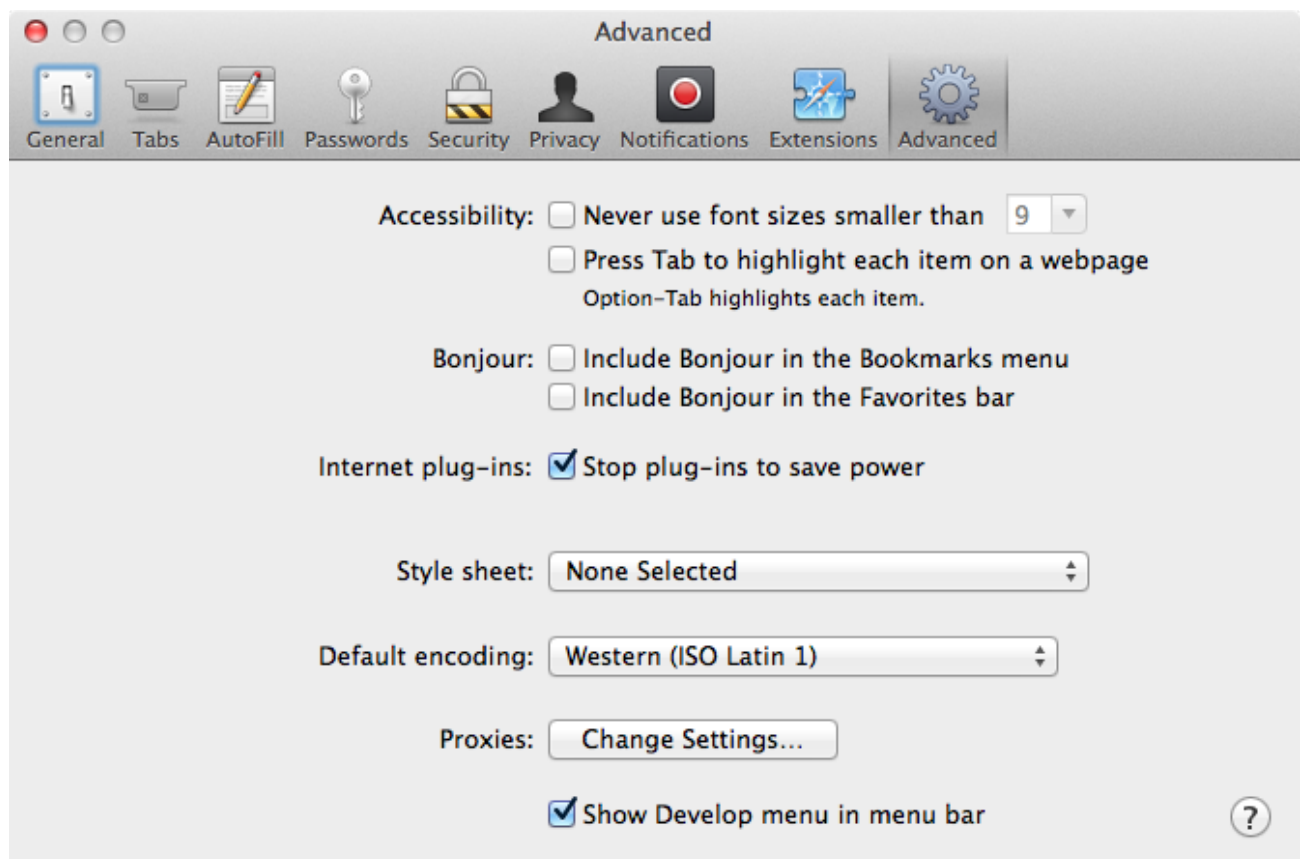 Advanced
General Tabs AutoFill Passwords Security Privacy Notifications Extensions Advanced
Accessibility: Never use font sizes smaller than 9
Press Tab to highlight each item on a webpage
Option-Tab highlights each item.
Bonjour: Include Bonjour in the Bookmarks menu
Include Bonjour in the Favorites bar
Internet plug-ins: Stop plug-ins to save power
Style sheet: None Selected
Default encoding: Western (ISO Latin 1)
Proxies: Change Settings...
Show Develop menu in menu bar ?